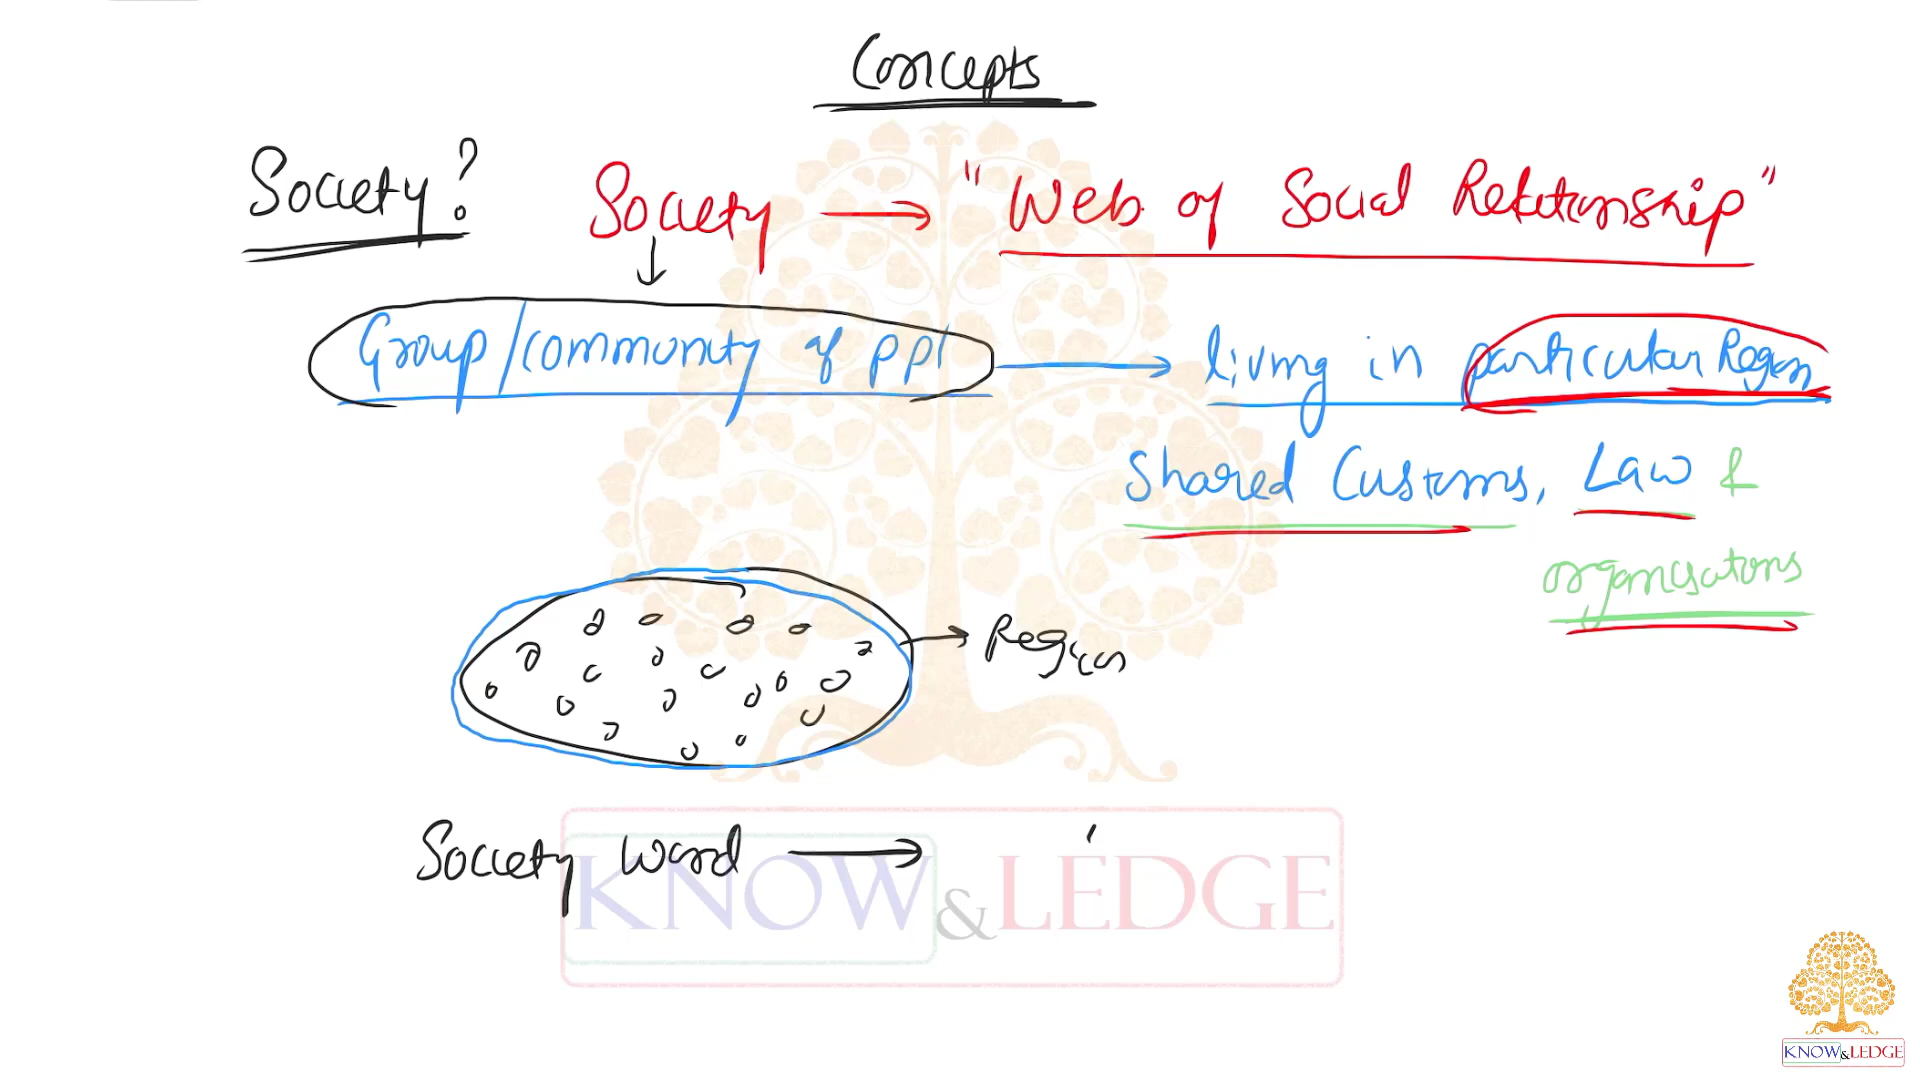 Concepts
Society? Society → "Web of Social Relationship"
Group/community of ppl → living in particular Region
Shared Customs, Law &
organisations
Region
Society Word →
KNOW&LEDGE
KNOW&LEDGE